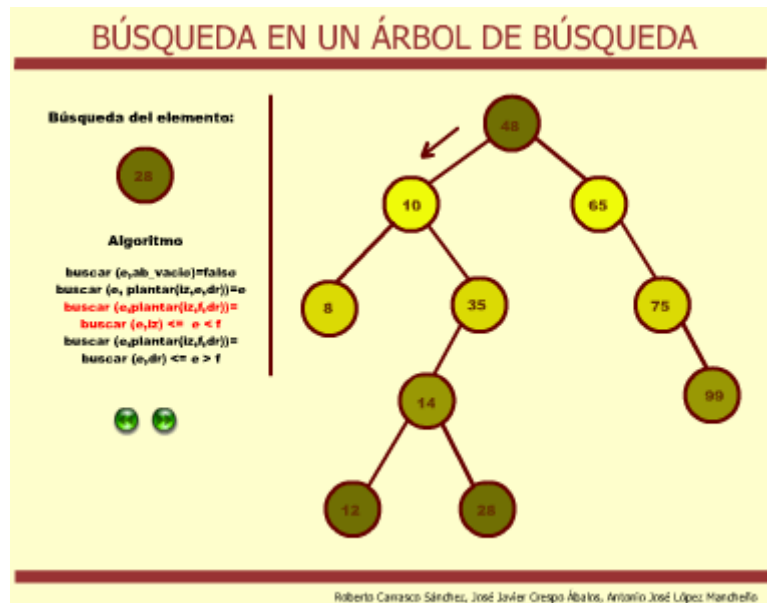 BÚSQUEDA EN UN ÁRBOL DE BÚSQUEDA
Búsqueda del elemento:
28
Algoritmo
buscar (e,ab_vacio)=falso
buscar (e, plantar(iz,e,dr))=e
buscar (e,plantar(iz,f,dr))=
buscar (e,iz) <= e < f
buscar (e,plantar(iz,f,dr))=
buscar (e,dr) <= e > f
48
10
65
8
35
75
14
99
12
28
Roberto Carrasco Sánchez, José Javier Crespo Ábalos, Antonio José López Mancheño